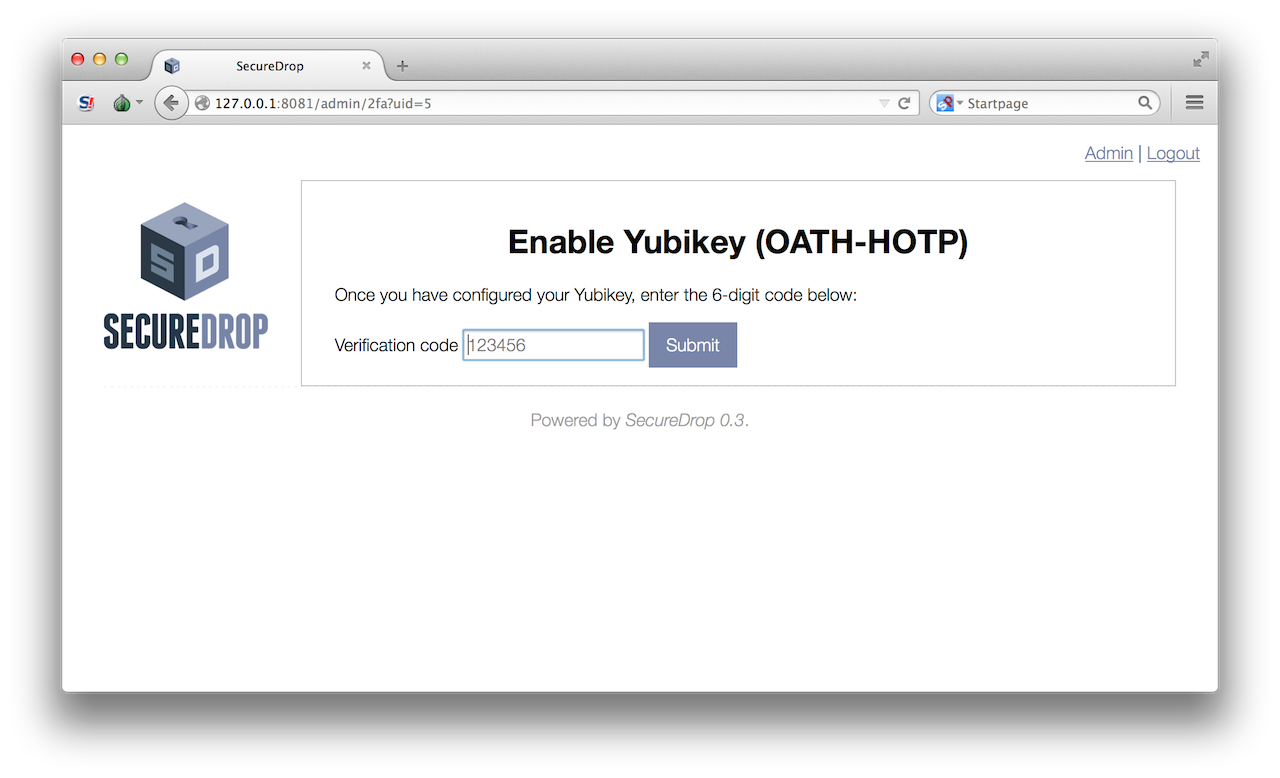 SecureDrop
127.0.0.1:8081/admin/2fa?uid=5
Startpage
Admin | Logout
S D
SECUREDROP
Enable Yubikey (OATH-HOTP)
Once you have configured your Yubikey, enter the 6-digit code below:
Verification code 123456 Submit
Powered by SecureDrop 0.3.